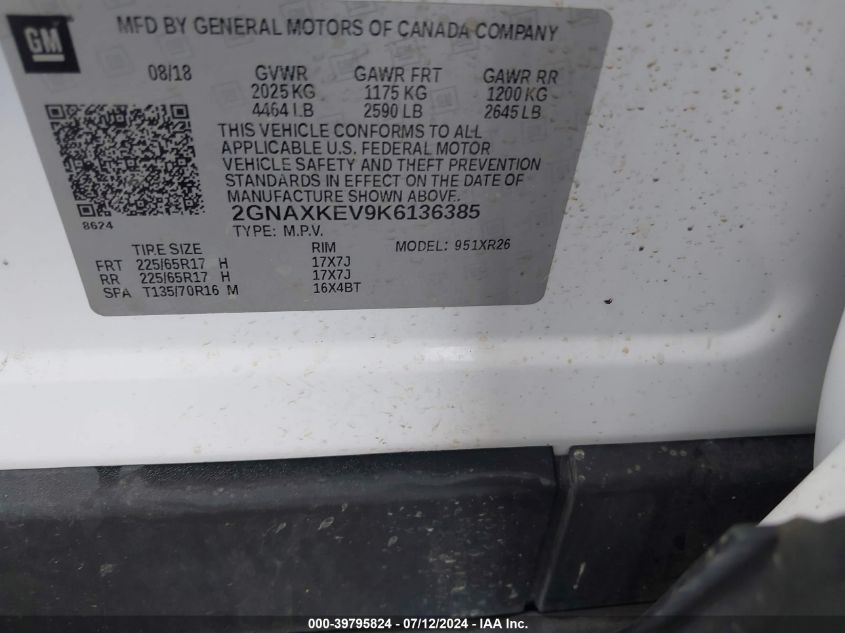 GM
MFD BY GENERAL MOTORS OF CANADA COMPANY
08/18 GVWR GAWR FRT GAWR RR
2025 KG 1175 KG 1200 KG
4464 LB 2590 LB 2645 LB
THIS VEHICLE CONFORMS TO ALL
APPLICABLE U.S. FEDERAL MOTOR
VEHICLE SAFETY AND THEFT PREVENTION
STANDARDS IN EFFECT ON THE DATE OF
MANUFACTURE SHOWN ABOVE.
8624 2GNAXKEV9K6136385
TYPE: M.P.V. MODEL: 951XR26
TIRE SIZE RIM
FRT 225/65R17 H 17X7J
RR 225/65R17 H 17X7J
SPA T135/70R16 M 16X4BT
000-39795824 - 07/12/2024 - IAA Inc.